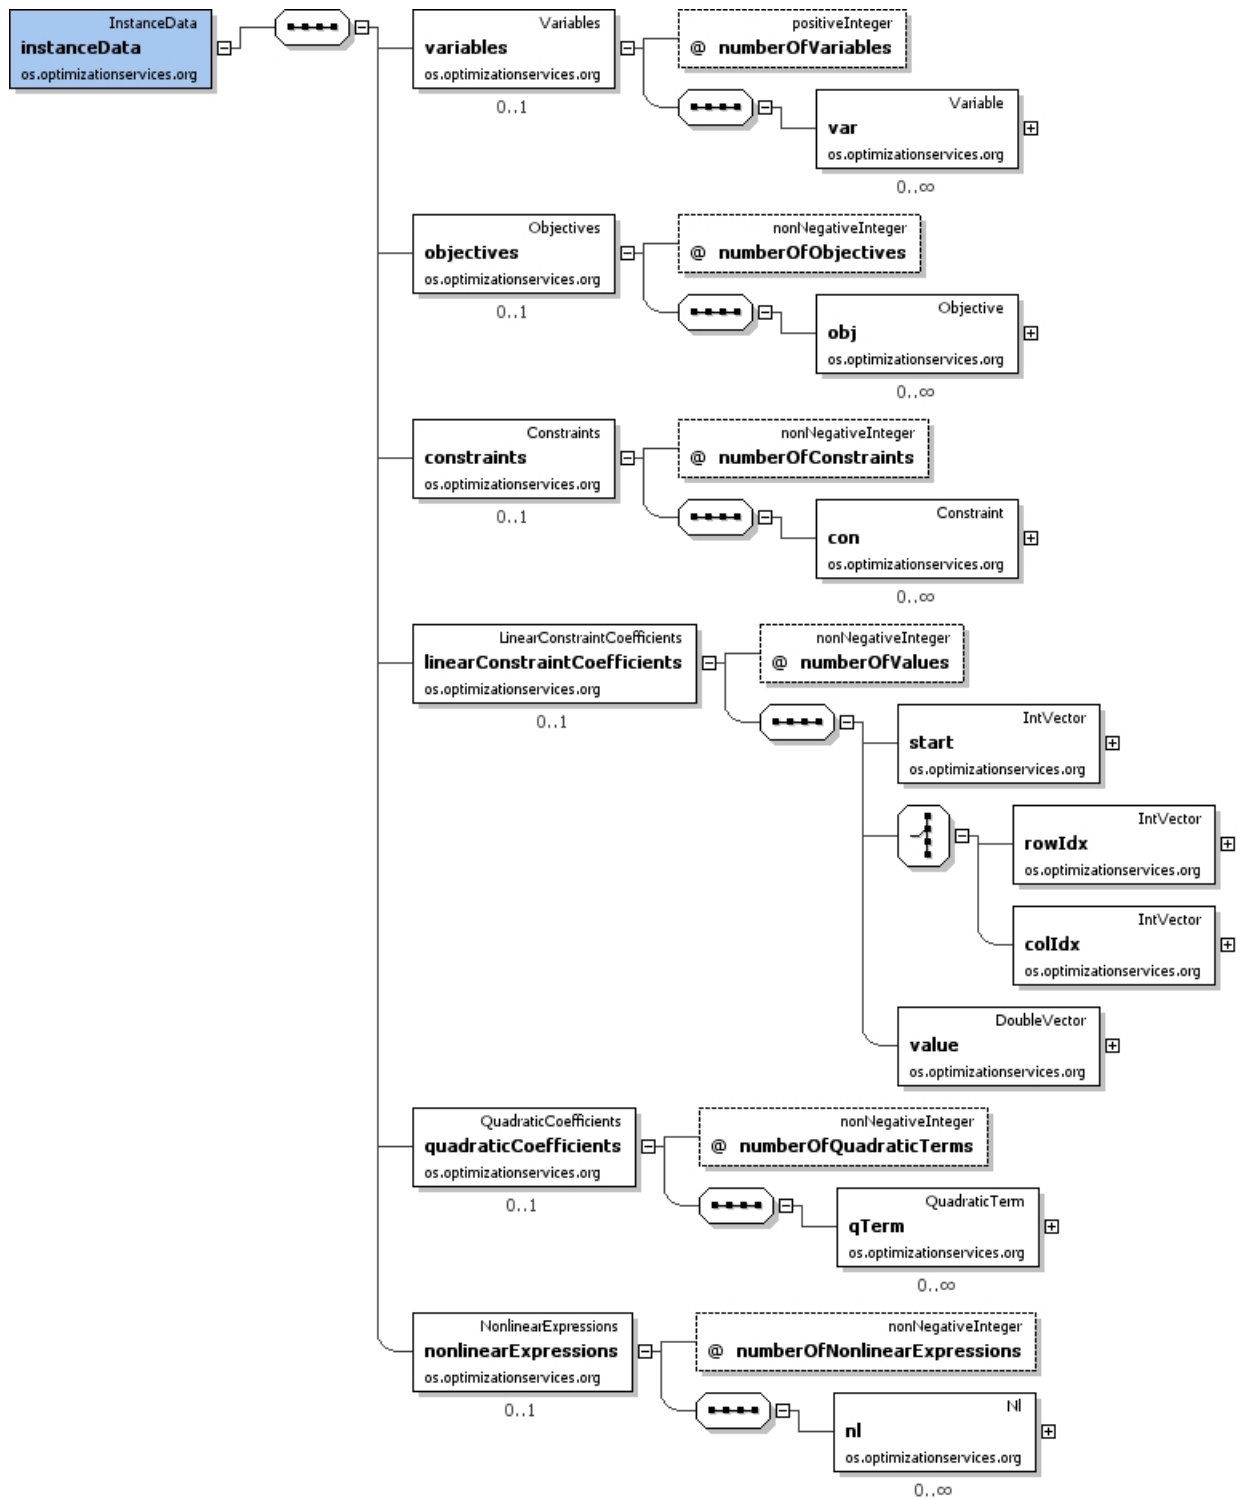 InstanceData
instanceData
os.optimizationservices.org
Variables
variables
os.optimizationservices.org
0..1
positiveInteger
@ numberOfVariables
Variable
var
os.optimizationservices.org
0..∞
Objectives
objectives
os.optimizationservices.org
0..1
nonNegativeInteger
@ numberOfObjectives
Objective
obj
os.optimizationservices.org
0..∞
Constraints
constraints
os.optimizationservices.org
0..1
nonNegativeInteger
@ numberOfConstraints
Constraint
con
os.optimizationservices.org
0..∞
LinearConstraintCoefficients
linearConstraintCoefficients
os.optimizationservices.org
0..1
nonNegativeInteger
@ numberOfValues
IntVector
start
os.optimizationservices.org
IntVector
rowIdx
os.optimizationservices.org
IntVector
colIdx
os.optimizationservices.org
DoubleVector
value
os.optimizationservices.org
QuadraticCoefficients
quadraticCoefficients
os.optimizationservices.org
0..1
nonNegativeInteger
@ numberOfQuadraticTerms
QuadraticTerm
qTerm
os.optimizationservices.org
0..∞
NonlinearExpressions
nonlinearExpressions
os.optimizationservices.org
0..1
nonNegativeInteger
@ numberOfNonlinearExpressions
Nl
nl
os.optimizationservices.org
0..∞